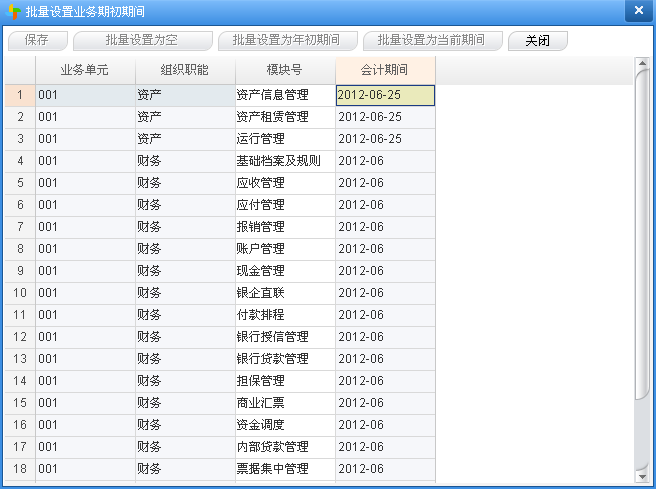 批量设置业务期初期间
保存 批量设置为空 批量设置为年初期间 批量设置为当前期间 关闭
业务单元 组织职能 模块号 会计期间
1 001 资产 资产信息管理 2012-06-25
2 001 资产 资产租赁管理 2012-06-25
3 001 资产 运行管理 2012-06-25
4 001 财务 基础档案及规则 2012-06
5 001 财务 应收管理 2012-06
6 001 财务 应付管理 2012-06
7 001 财务 报销管理 2012-06
8 001 财务 账户管理 2012-06
9 001 财务 现金管理 2012-06
10 001 财务 银企直联 2012-06
11 001 财务 付款排程 2012-06
12 001 财务 银行授信管理 2012-06
13 001 财务 银行贷款管理 2012-06
14 001 财务 担保管理 2012-06
15 001 财务 商业汇票 2012-06
16 001 财务 资金调度 2012-06
17 001 财务 内部贷款管理 2012-06
18 001 财务 票据集中管理 2012-06